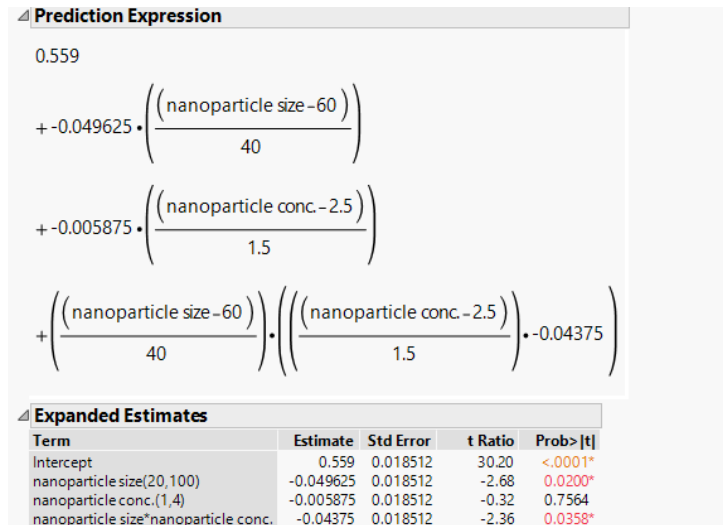 Prediction Expression
0.559
+ -0.049625 • ((nanoparticle size – 60) / 40)
+ -0.005875 • ((nanoparticle conc. – 2.5) / 1.5)
+ ((nanoparticle size – 60) / 40) • (((nanoparticle conc. – 2.5) / 1.5) • -0.04375)
Expanded Estimates
Term Estimate Std Error t Ratio Prob>|t|
Intercept 0.559 0.018512 30.20 <.0001*
nanoparticle size(20,100) -0.049625 0.018512 -2.68 0.0200*
nanoparticle conc.(1,4) -0.005875 0.018512 -0.32 0.7564
nanoparticle size*nanoparticle conc. -0.04375 0.018512 -2.36 0.0358*